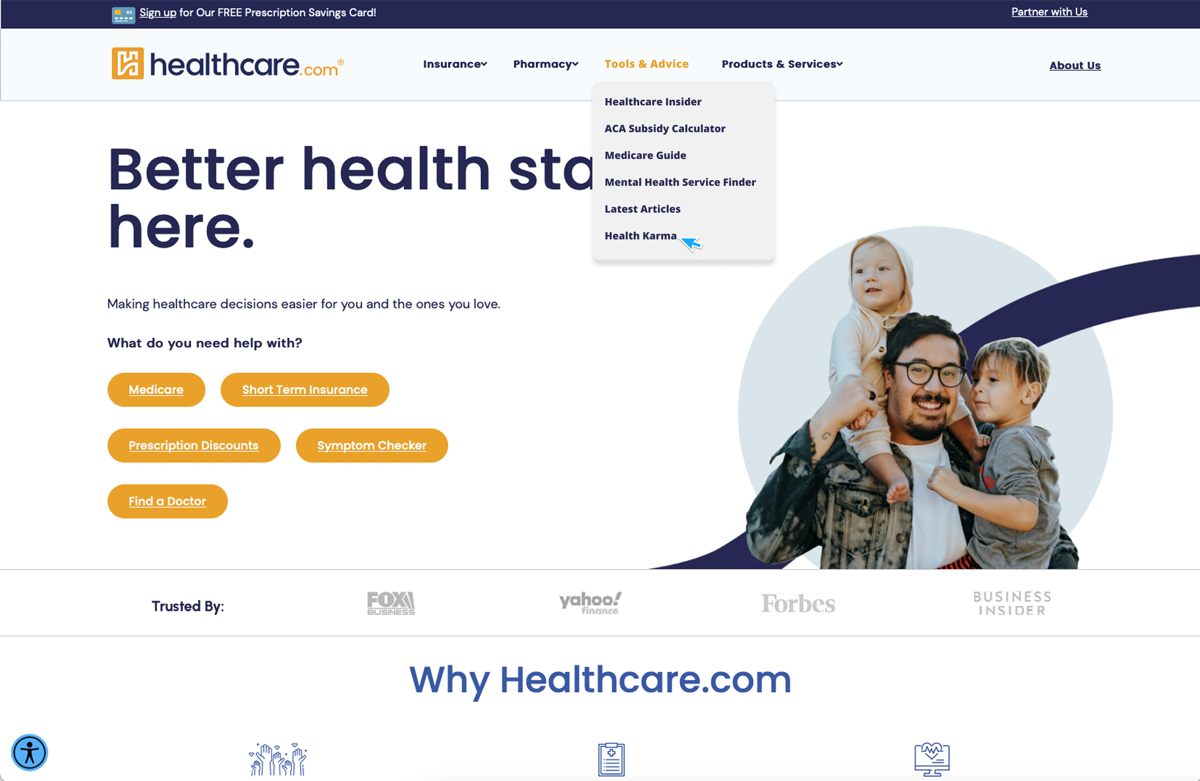 Sign up for Our FREE Prescription Savings Card!
Partner with Us
healthcare.com®
Insurance
Pharmacy
Tools & Advice
Products & Services
About Us
Healthcare Insider
ACA Subsidy Calculator
Medicare Guide
Mental Health Service Finder
Latest Articles
Health Karma
Better health sta
here.
Making healthcare decisions easier for you and the ones you love.
What do you need help with?
Medicare
Short Term Insurance
Prescription Discounts
Symptom Checker
Find a Doctor
Trusted By:
FOX BUSINESS
yahoo! finance
Forbes
BUSINESS INSIDER
Why Healthcare.com